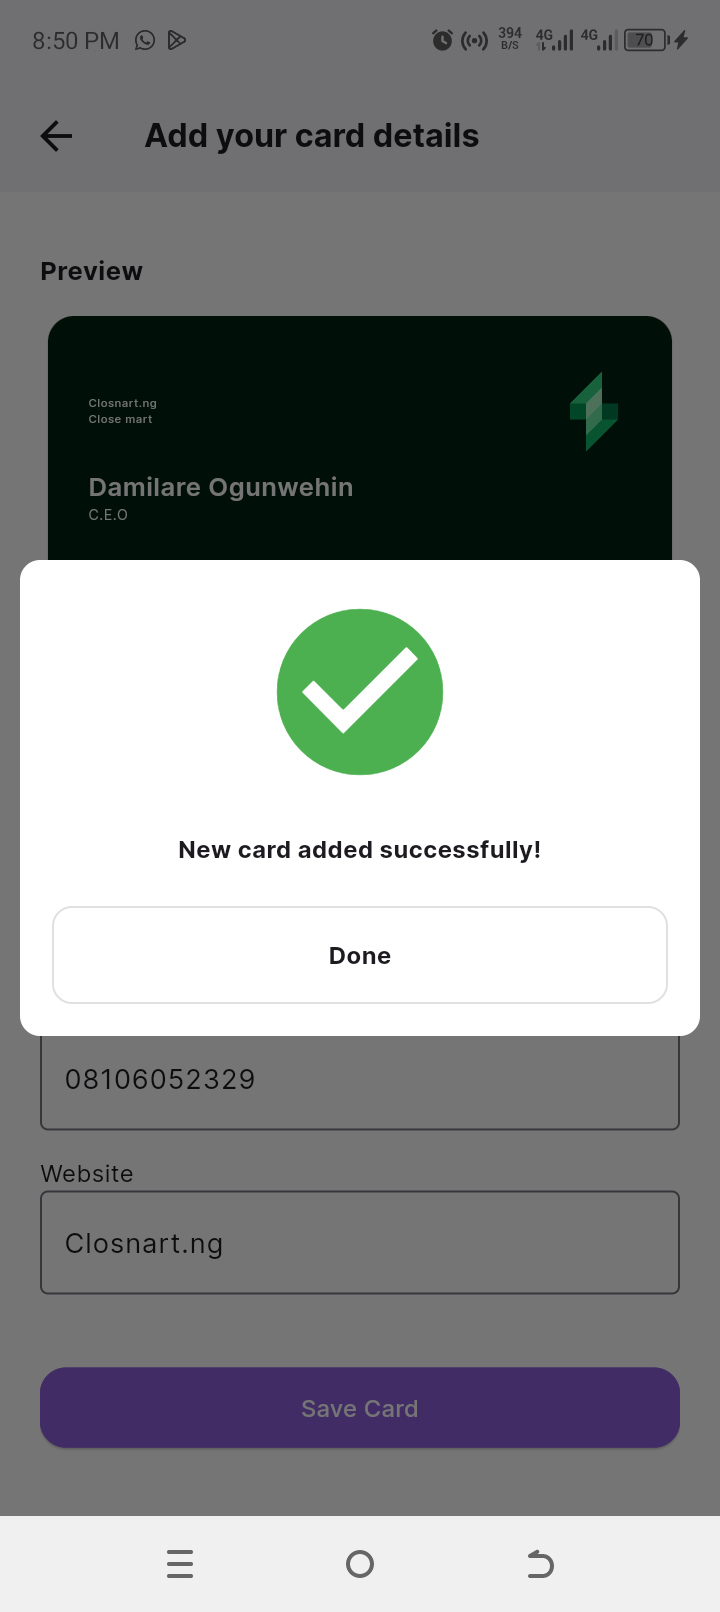 8:50 PM 394 B/S 4G 4G 70
Add your card details
Preview
Closnart.ng
Close mart
Damilare Ogunwehin
C.E.O
New card added successfully!
Done
08106052329
Website
Closnart.ng
Save Card